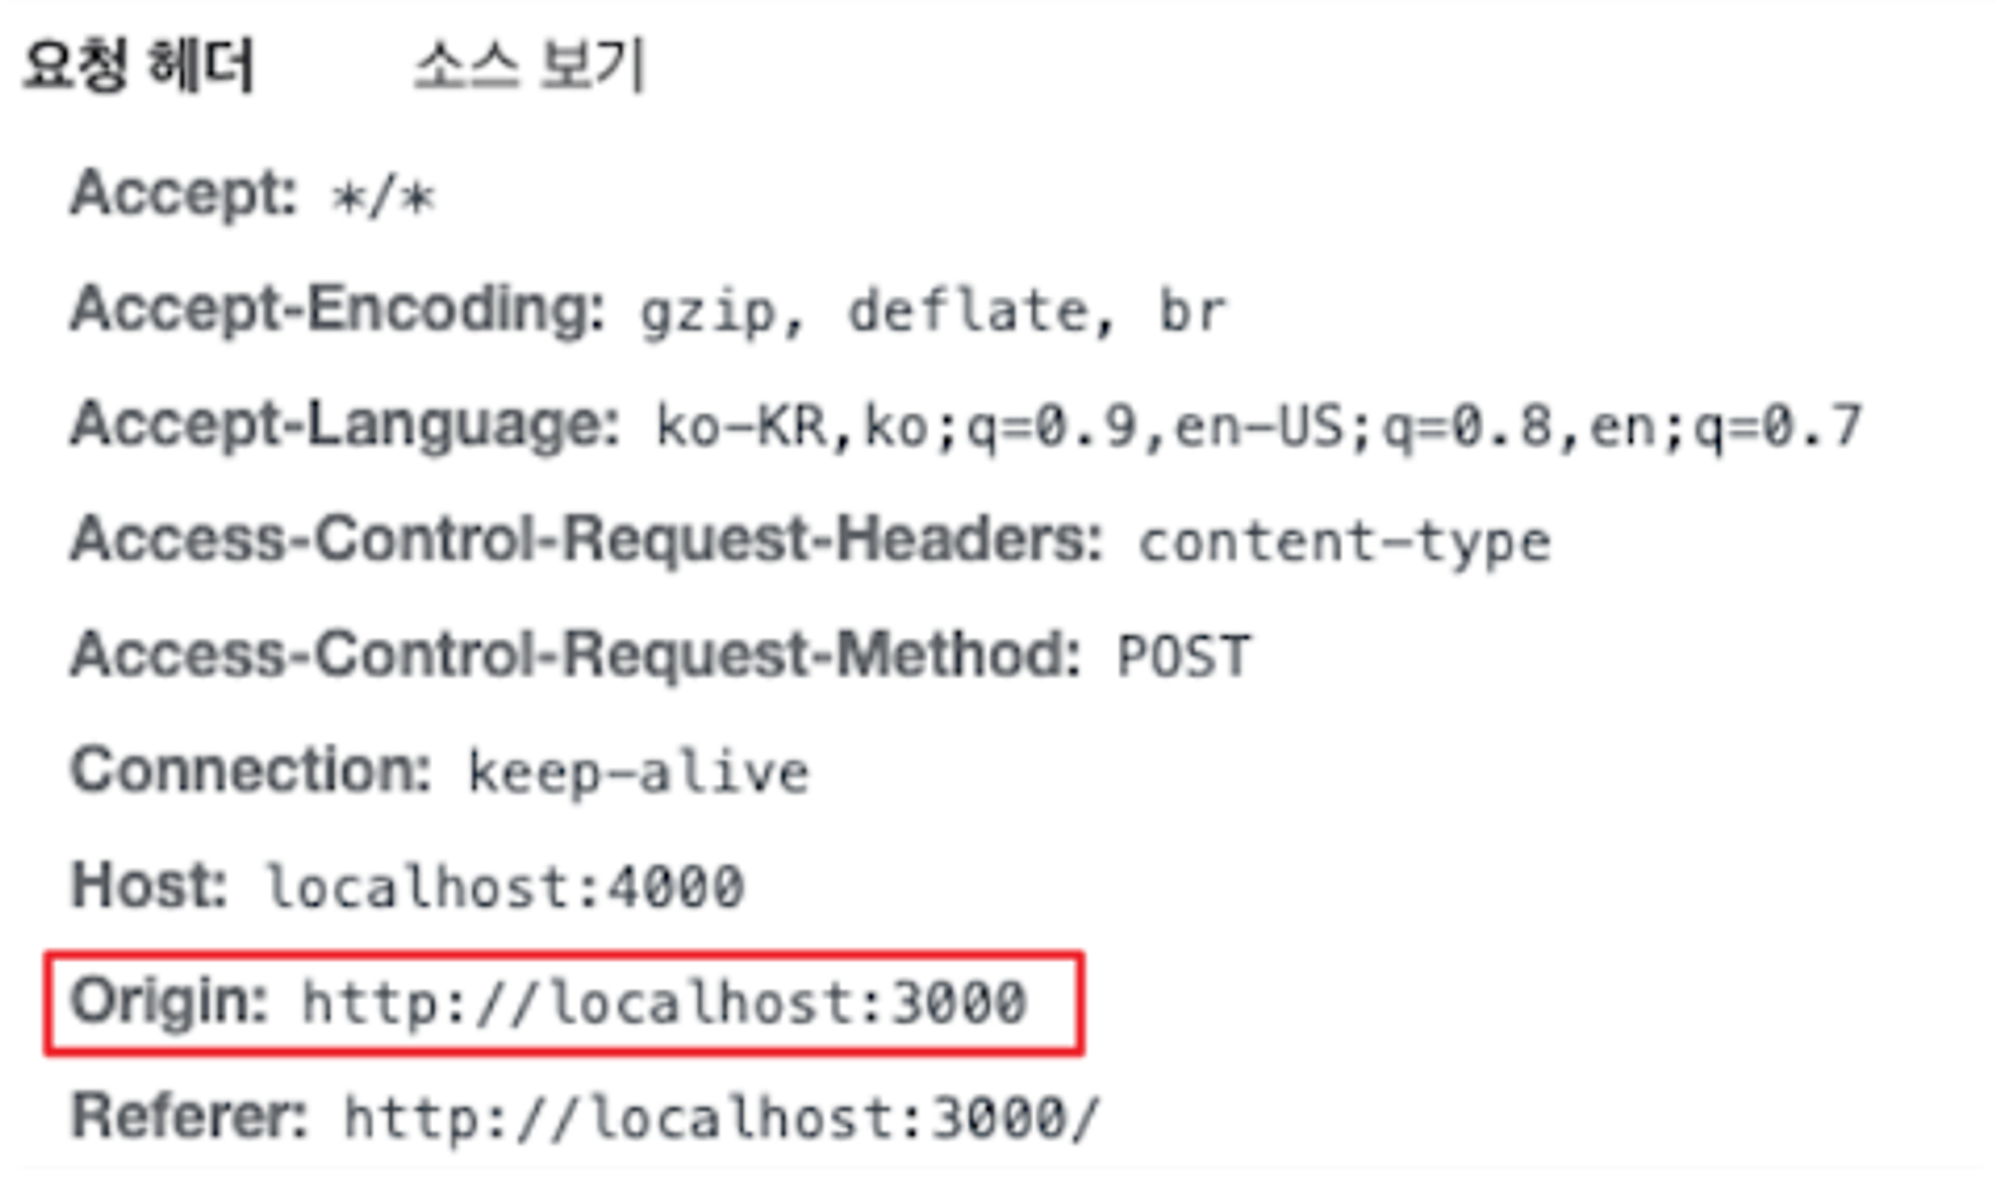 요청 헤더 소스 보기
Accept: */*
Accept-Encoding: gzip, deflate, br
Accept-Language: ko-KR,ko;q=0.9,en-US;q=0.8,en;q=0.7
Access-Control-Request-Headers: content-type
Access-Control-Request-Method: POST
Connection: keep-alive
Host: localhost:4000
Origin: http://localhost:3000
Referer: http://localhost:3000/